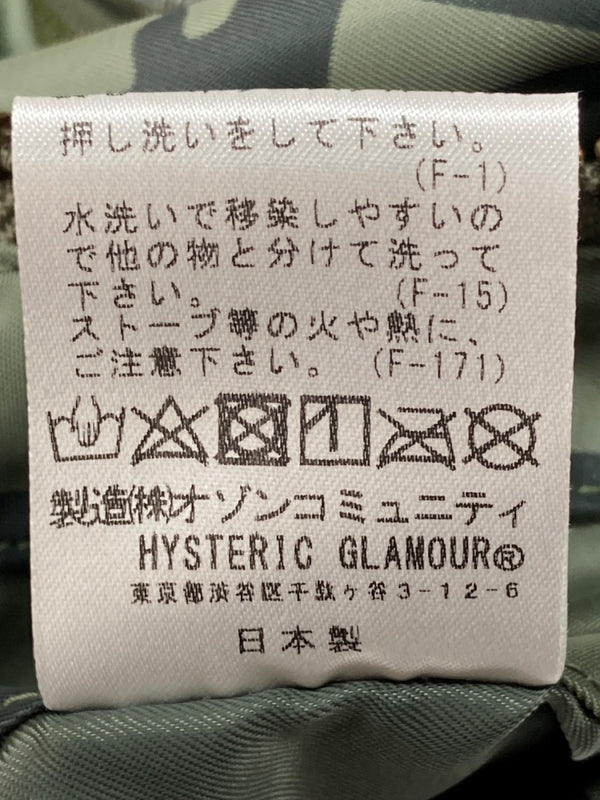 押し洗いをして下さい。
(F-1)
水洗いで移染しやすいの
で他の物と分けて洗って
下さい。 (F-15)
ストーブ等の火や熱に、
ご注意下さい。 (F-171)
製造(株)オゾンコミュニティ
HYSTERIC GLAMOUR®
東京都渋谷区千駄ヶ谷3-12-6
日本製